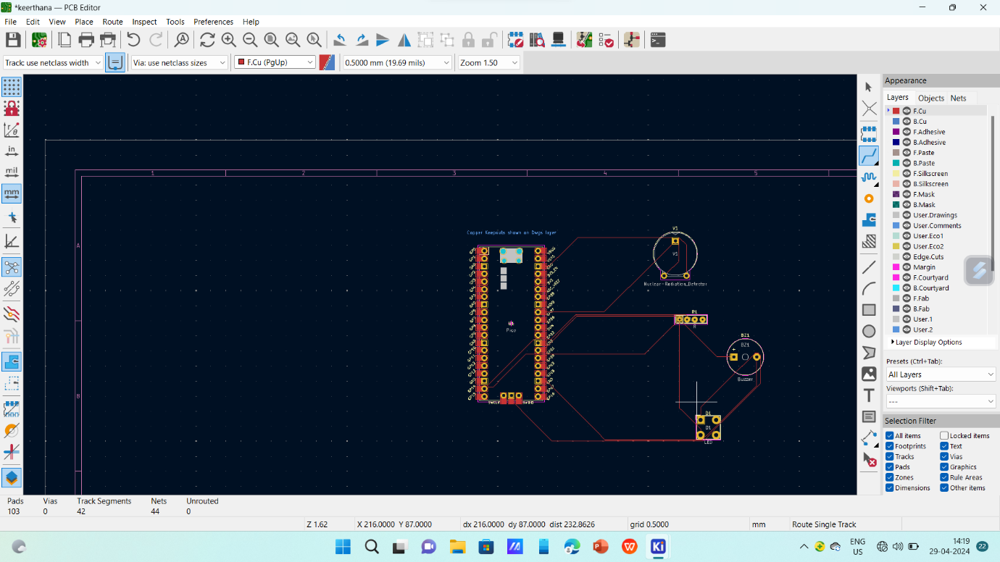 *keerthana — PCB Editor
File Edit View Place Route Inspect Tools Preferences Help
Track: use netclass width Via: use netclass sizes F.Cu (PgUp) 0.5000 mm (19.69 mils) Zoom 1.50
in
mil
mm
1 2 3 4 5
A
B
Copper Keepouts shown on Dwgs layer
U1
Pico
SWCLK SWDIO
V1
V1
Nuclear-Radiation_Detector
R1
R
BZ1
BZ1
+
Buzzer
D1
D1
LED
Appearance
Layers Objects Nets
F.Cu
B.Cu
F.Adhesive
B.Adhesive
F.Paste
B.Paste
F.Silkscreen
B.Silkscreen
F.Mask
B.Mask
User.Drawings
User.Comments
User.Eco1
User.Eco2
Edge.Cuts
Margin
F.Courtyard
B.Courtyard
F.Fab
B.Fab
User.1
User.2
Layer Display Options
Presets (Ctrl+Tab):
All Layers
Viewports (Shift+Tab):
---
Selection Filter
All items Locked items
Footprints Text
Tracks Vias
Pads Graphics
Zones Rule Areas
Dimensions Other items
Pads Vias Track Segments Nets Unrouted
103 0 42 44 0
Z 1.62 X 216.0000 Y 87.0000 dx 216.0000 dy 87.0000 dist 232.8626 grid 0.5000 mm Route Single Track
ENG
US
14:19
29-04-2024
22